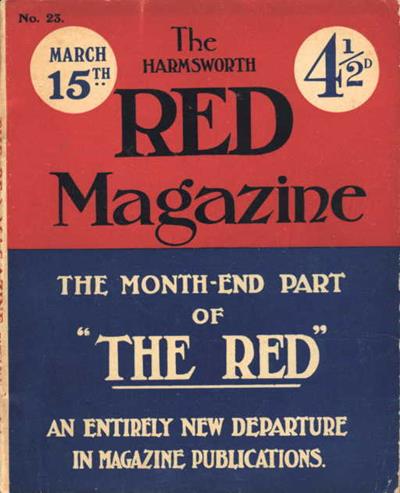 No. 23.
MARCH
15TH
The
HARMSWORTH
4½D
RED
Magazine
THE MONTH-END PART
OF
"THE RED"
AN ENTIRELY NEW DEPARTURE
IN MAGAZINE PUBLICATIONS.